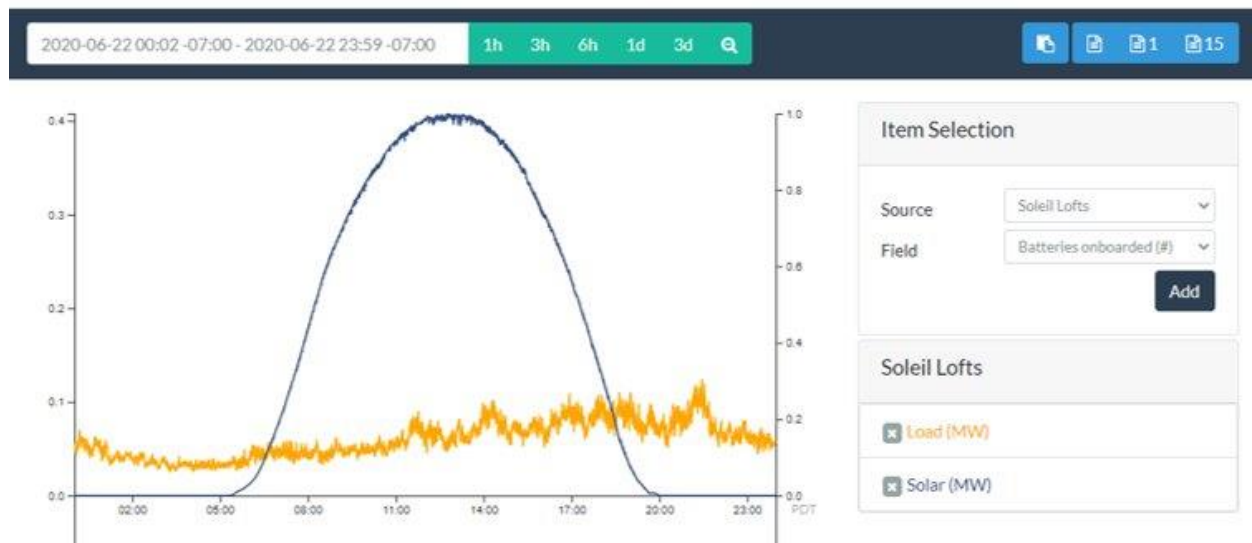 2020-06-22 00:02 -07:00 - 2020-06-22 23:59 -07:00 1h 3h 6h 1d 3d 1 15
0.4
0.3
0.2
0.1
0.0
1.0
0.8
0.6
0.4
0.2
0.0
02:00 05:00 08:00 11:00 14:00 17:00 20:00 23:00 PDT
Item Selection
Source Soleil Lofts
Field Batteries onboarded (#)
Add
Soleil Lofts
Load (MW)
Solar (MW)